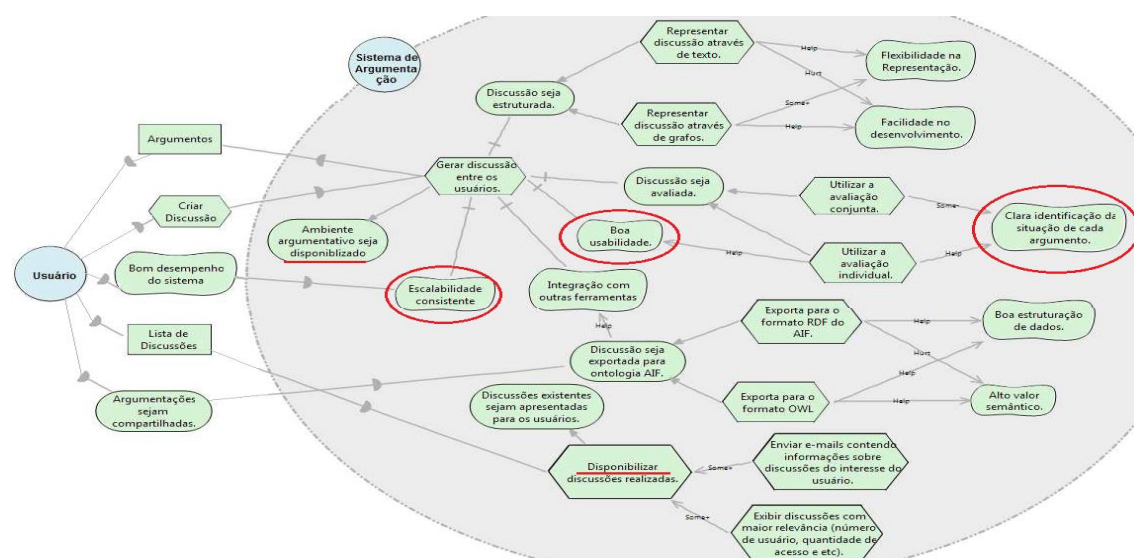 Sistema de
Argumenta
ção
Representar
discussão através
de texto.
Help
Flexibilidade na
Representação.
Hurt
Discussão seja
estruturada.
Some+
Representar
discussão através
de grafos.
Help
Facilidade no
desenvolvimento.
Argumentos
Gerar discussão
entre os
usuários.
Discussão seja
avaliada.
Utilizar a
avaliação
conjunta.
Some+
Clara identificação da
situação de cada
argumento.
Criar
Discussão
Ambiente
argumentativo seja
disponiblizado
Boa
usabilidade.
Help
Utilizar a
avaliação
individual.
Help
Usuário
Bom desempenho
do sistema
Escalabilidade
consistente
Integração com
outras ferramentas
Help
Exporta para o
formato RDF do
AIF.
Help
Boa estruturação
de dados.
Lista de
Discussões
Discussão seja
exportada para
ontologia AIF.
Hurt
Help
Argumentações
sejam
compartilhadas.
Discussões existentes
sejam apresentadas
para os usuários.
Exporta para o
formato OWL
Help
Alto valor
semântico.
Disponibilizar
discussões realizadas.
Some+
Enviar e-mails contendo
informações sobre
discussões do interesse do
usuário.
Some+
Exibir discussões com
maior relevância (número
de usuário, quantidade de
acesso e etc).